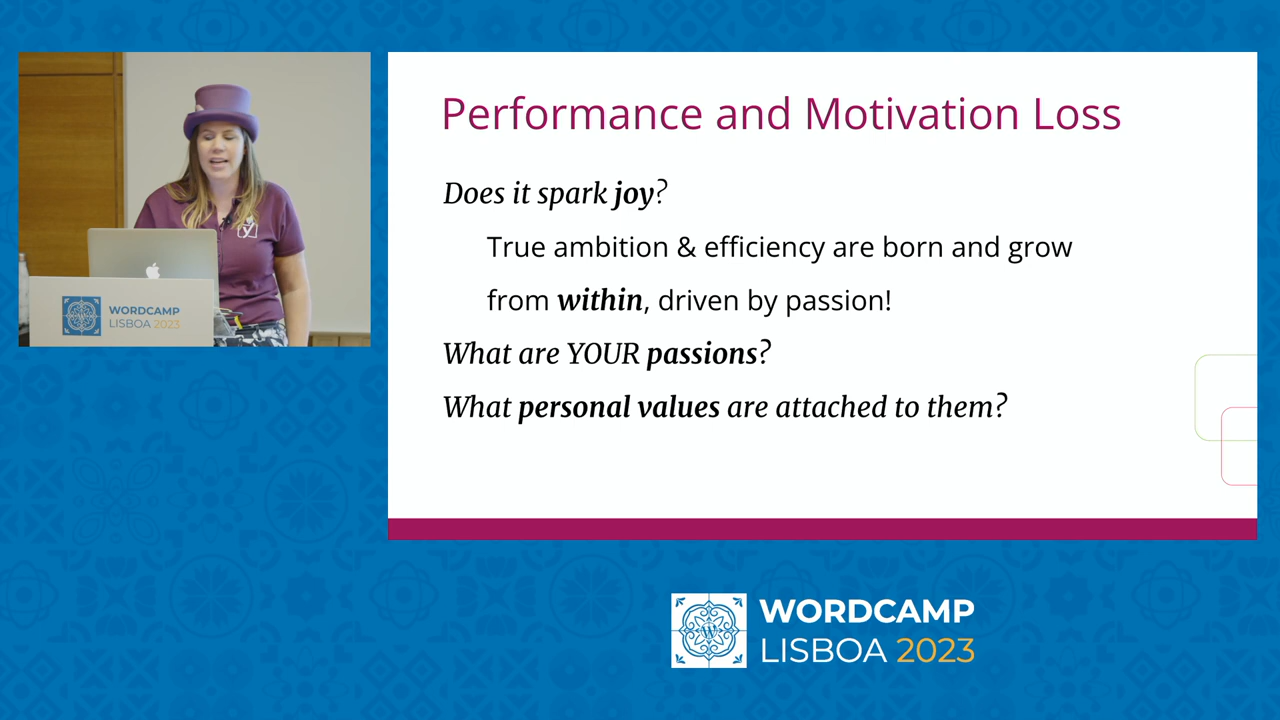 Performance and Motivation Loss
Does it spark joy?
True ambition & efficiency are born and grow
from within, driven by passion!
What are YOUR passions?
What personal values are attached to them?
y
WORDCAMP
LISBOA 2023
WORDCAMP
LISBOA 2023